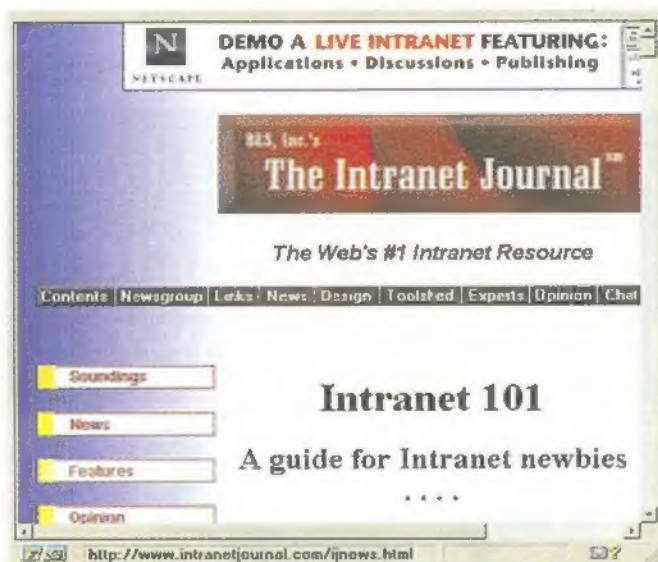 N
NETSCAPE
DEMO A LIVE INTRANET FEATURING:
Applications • Discussions • Publishing
The Intranet Journal
The Web's #1 Intranet Resource
Contents Newsgroup Links News Design Toolshed Experts Opinion Chat
Soundings
News
Features
Opinion
Intranet 101
A guide for Intranet newbies
. . . .
http://www.intranetjournal.com/ijnews.html